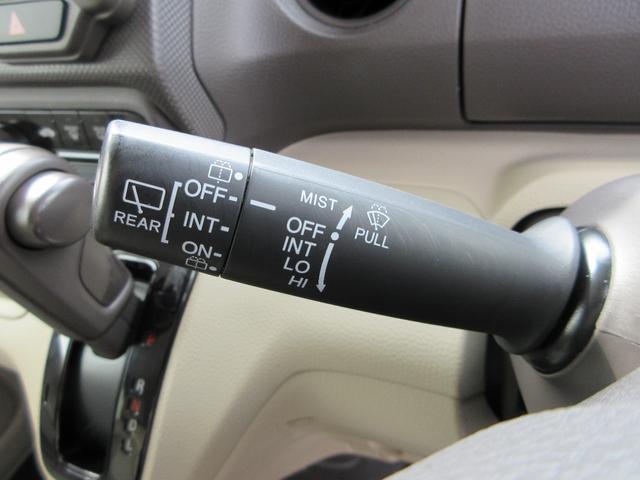 REAR
OFF
INT
ON
MIST
OFF
INT
LO
HI
PULL
R